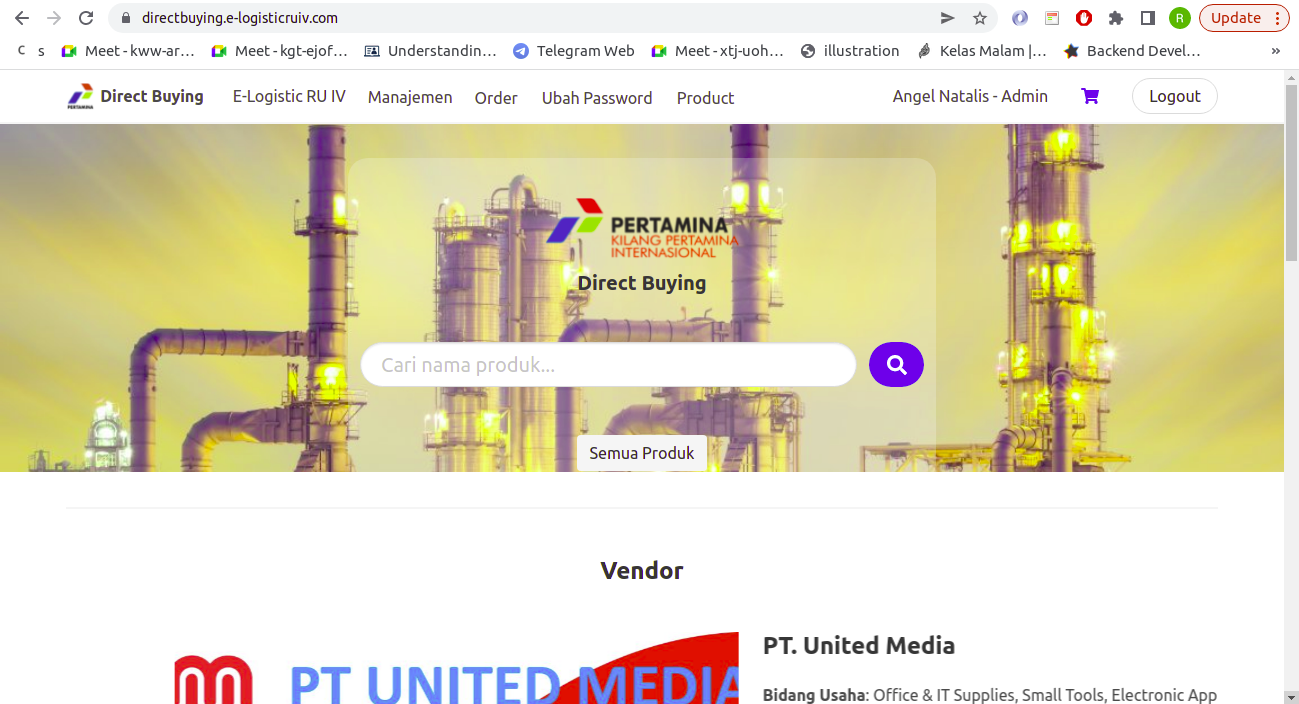 directbuying.e-logisticruiv.com
R
Update
C s Meet - kww-ar... Meet - kgt-ejof... Understandin... Telegram Web Meet - xtj-uoh... illustration Kelas Malam |... Backend Devel... »
PERTAMINA Direct Buying E-Logistic RU IV Manajemen Order Ubah Password Product Angel Natalis - Admin Logout
PERTAMINA
KILANG PERTAMINA
INTERNASIONAL
Direct Buying
Cari nama produk...
Semua Produk
Vendor
m PT UNITED MEDIA
PT. United Media
Bidang Usaha: Office & IT Supplies, Small Tools, Electronic App